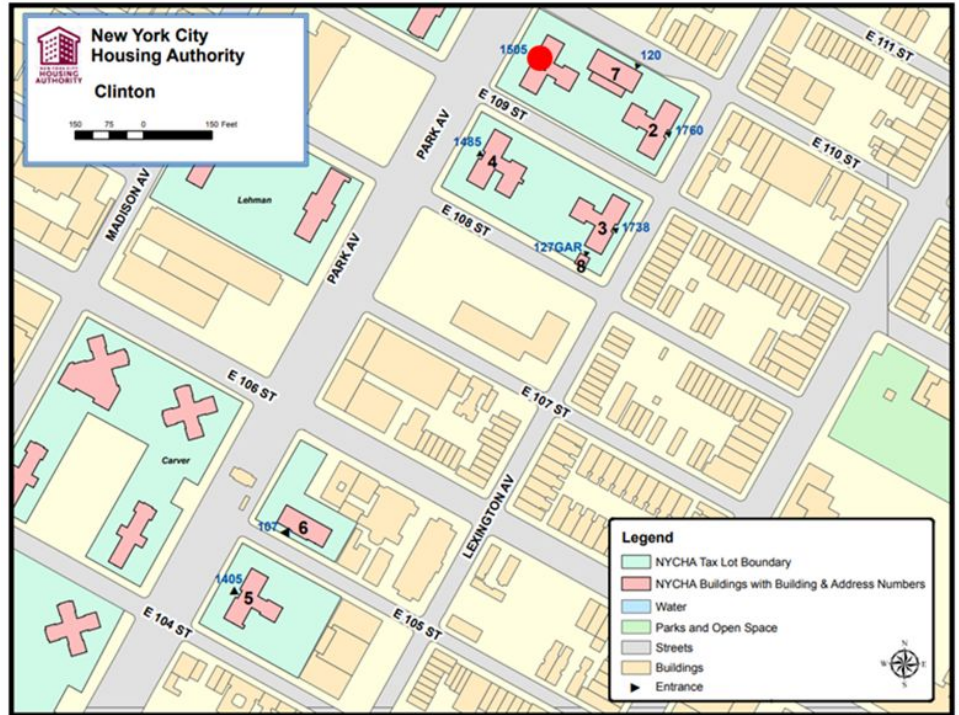 New York City
Housing Authority
NEW YORK CITY
HOUSING
AUTHORITY
Clinton
150 75 0 150 Feet
1505
120
7
E 111 ST
E 109 ST
2
1760
PARK AV
1485
4
E 110 ST
MADISON AV
Lehman
PARK AV
E 108 ST
3
1738
127GAR
8
E 106 ST
E 107 ST
Carver
LEXINGTON AV
107
6
1405
5
E 104 ST
E 105 ST
Legend
NYCHA Tax Lot Boundary
NYCHA Buildings with Building & Address Numbers
Water
Parks and Open Space
Streets
Buildings
Entrance
N
W E
S